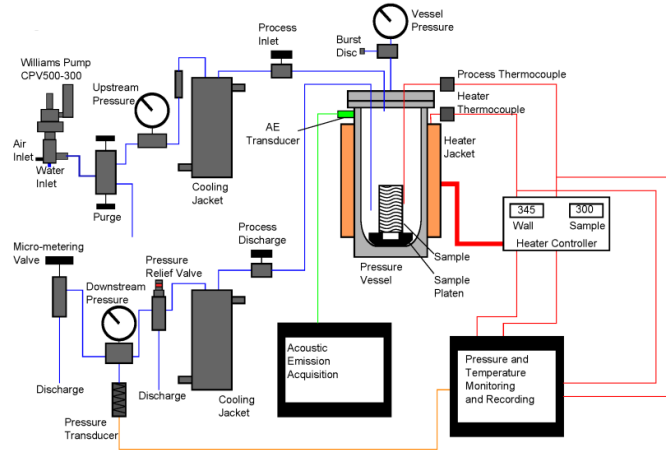 Williams Pump
CPV500-300
Upstream
Pressure
Air
Inlet
Water
Inlet
Purge
Cooling
Jacket
Process
Inlet
Burst
Disc
Vessel
Pressure
Process Thermocouple
Heater
Thermocouple
AE
Transducer
Heater
Jacket
345
Wall
300
Sample
Heater Controller
Sample
Sample
Platen
Pressure
Vessel
Micro-metering
Valve
Downstream
Pressure
Pressure
Relief Valve
Process
Discharge
Discharge
Discharge
Pressure
Transducer
Cooling
Jacket
Acoustic
Emission
Acquisition
Pressure and
Temperature
Monitoring
and Recording